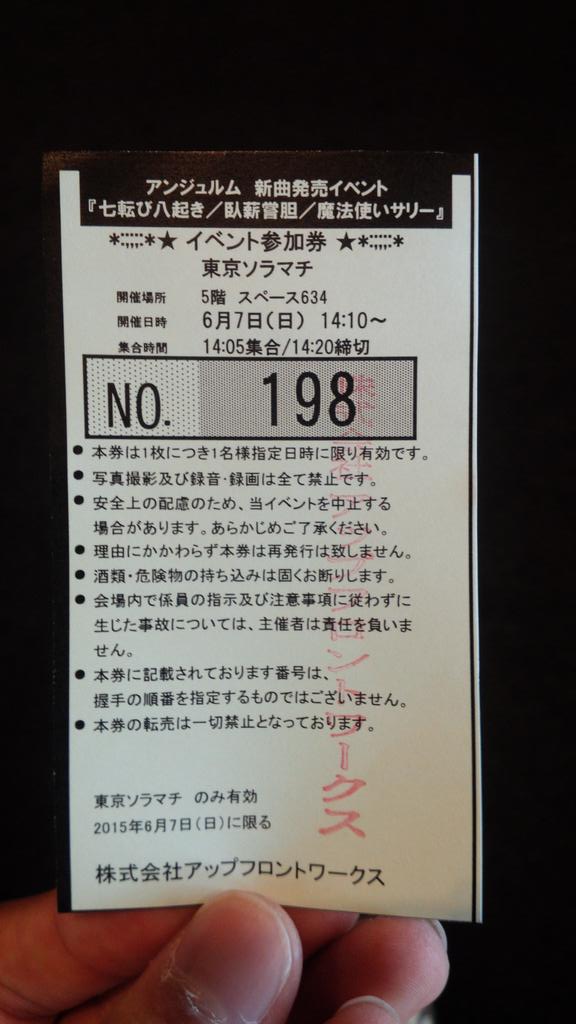 アンジュルム 新曲発売イベント
『七転び八起き／臥薪嘗胆／魔法使いサリー』
*:;;;:*★ イベント参加券 ★*:;;;:*
東京ソラマチ
開催場所 5階 スペース634
開催日時 6月7日(日) 14:10～
集合時間 14:05集合/14:20締切
NO. 198
● 本券は1枚につき1名様指定日時に限り有効です。
● 写真撮影及び録音・録画は全て禁止です。
● 安全上の配慮のため、当イベントを中止する
場合があります。あらかじめご了承ください。
● 理由にかかわらず本券は再発行は致しません。
● 酒類・危険物の持ち込みは固くお断りします。
● 会場内で係員の指示及び注意事項に従わずに
生じた事故については、主催者は責任を負いま
せん。
● 本券に記載されております番号は、
握手の順番を指定するものではございません。
● 本券の転売は一切禁止となっております。
株式会社アップフロントワークス
東京ソラマチ のみ有効
2015年6月7日(日)に限る
株式会社アップフロントワークス